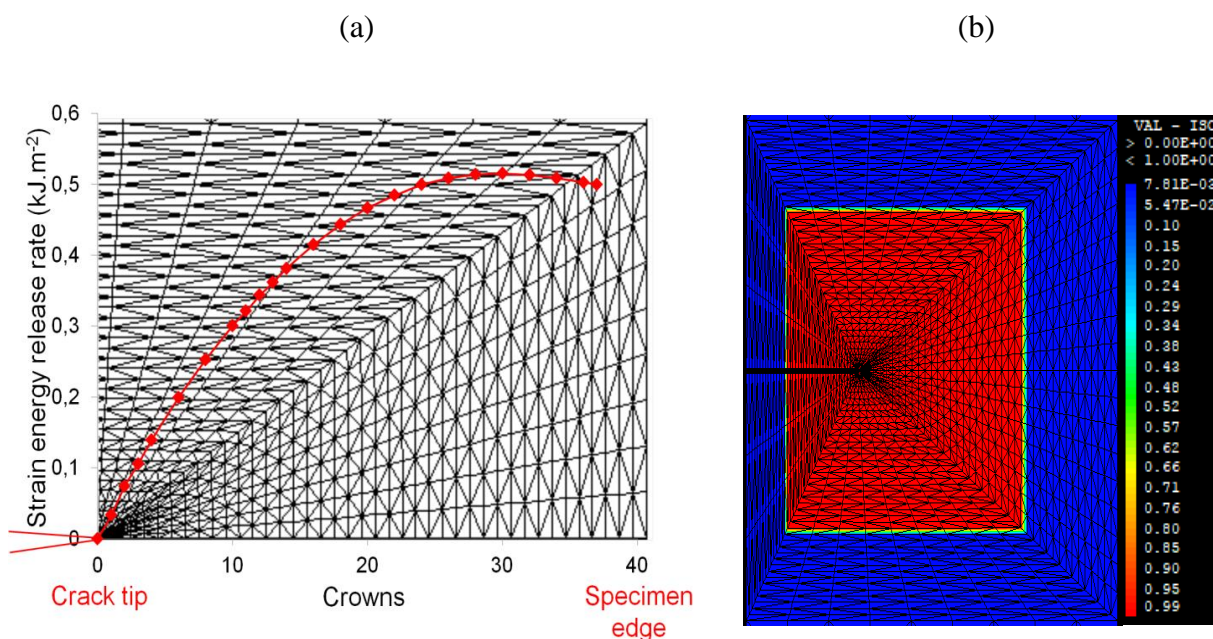 (a)
(b)
Strain energy release rate (kJ.m-2)
0,6
0,5
0,4
0,3
0,2
0,1
0
0
10
20
30
40
Crack tip
Crowns
Specimen
edge
VAL - ISO
> 0.00E+00
< 1.00E+00
7.81E-03
5.47E-02
0.10
0.15
0.20
0.24
0.29
0.34
0.38
0.43
0.48
0.52
0.57
0.62
0.66
0.71
0.76
0.80
0.85
0.90
0.95
0.99